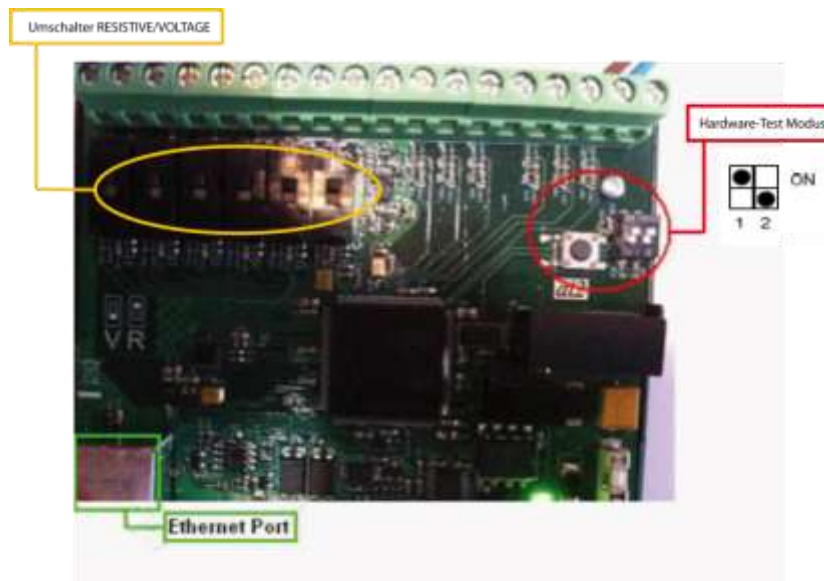 Umschalter RESISTIVE/VOLTAGE
Hardware-Test Modus
ON
1 2
V R
Ethernet Port